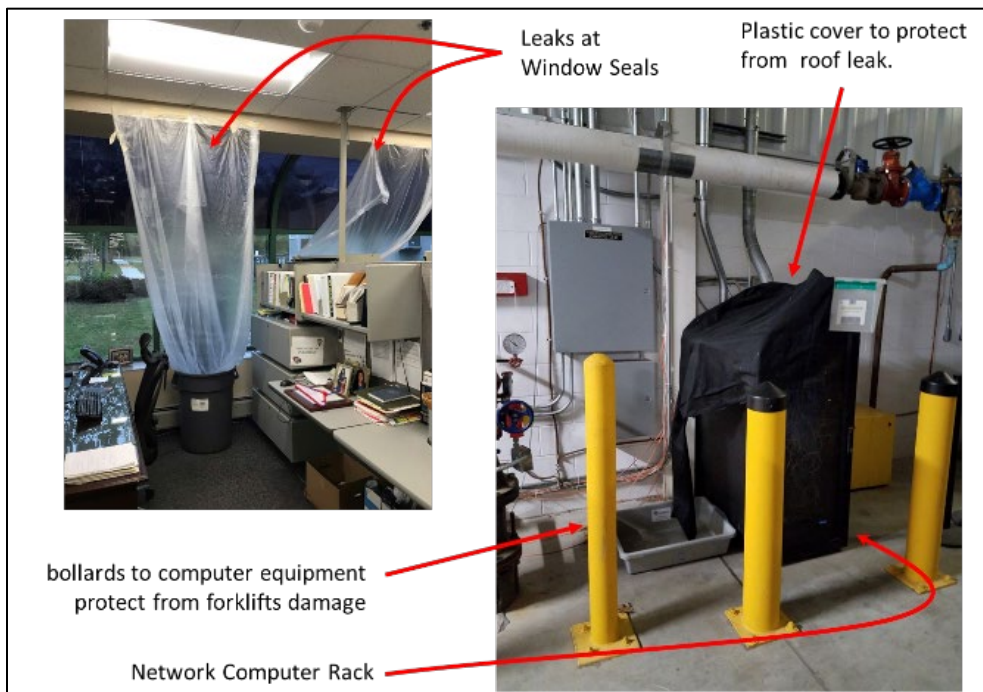 Leaks at
Window Seals
Plastic cover to protect
from  roof leak.
bollards to computer equipment
protect from forklifts damage
Network Computer Rack